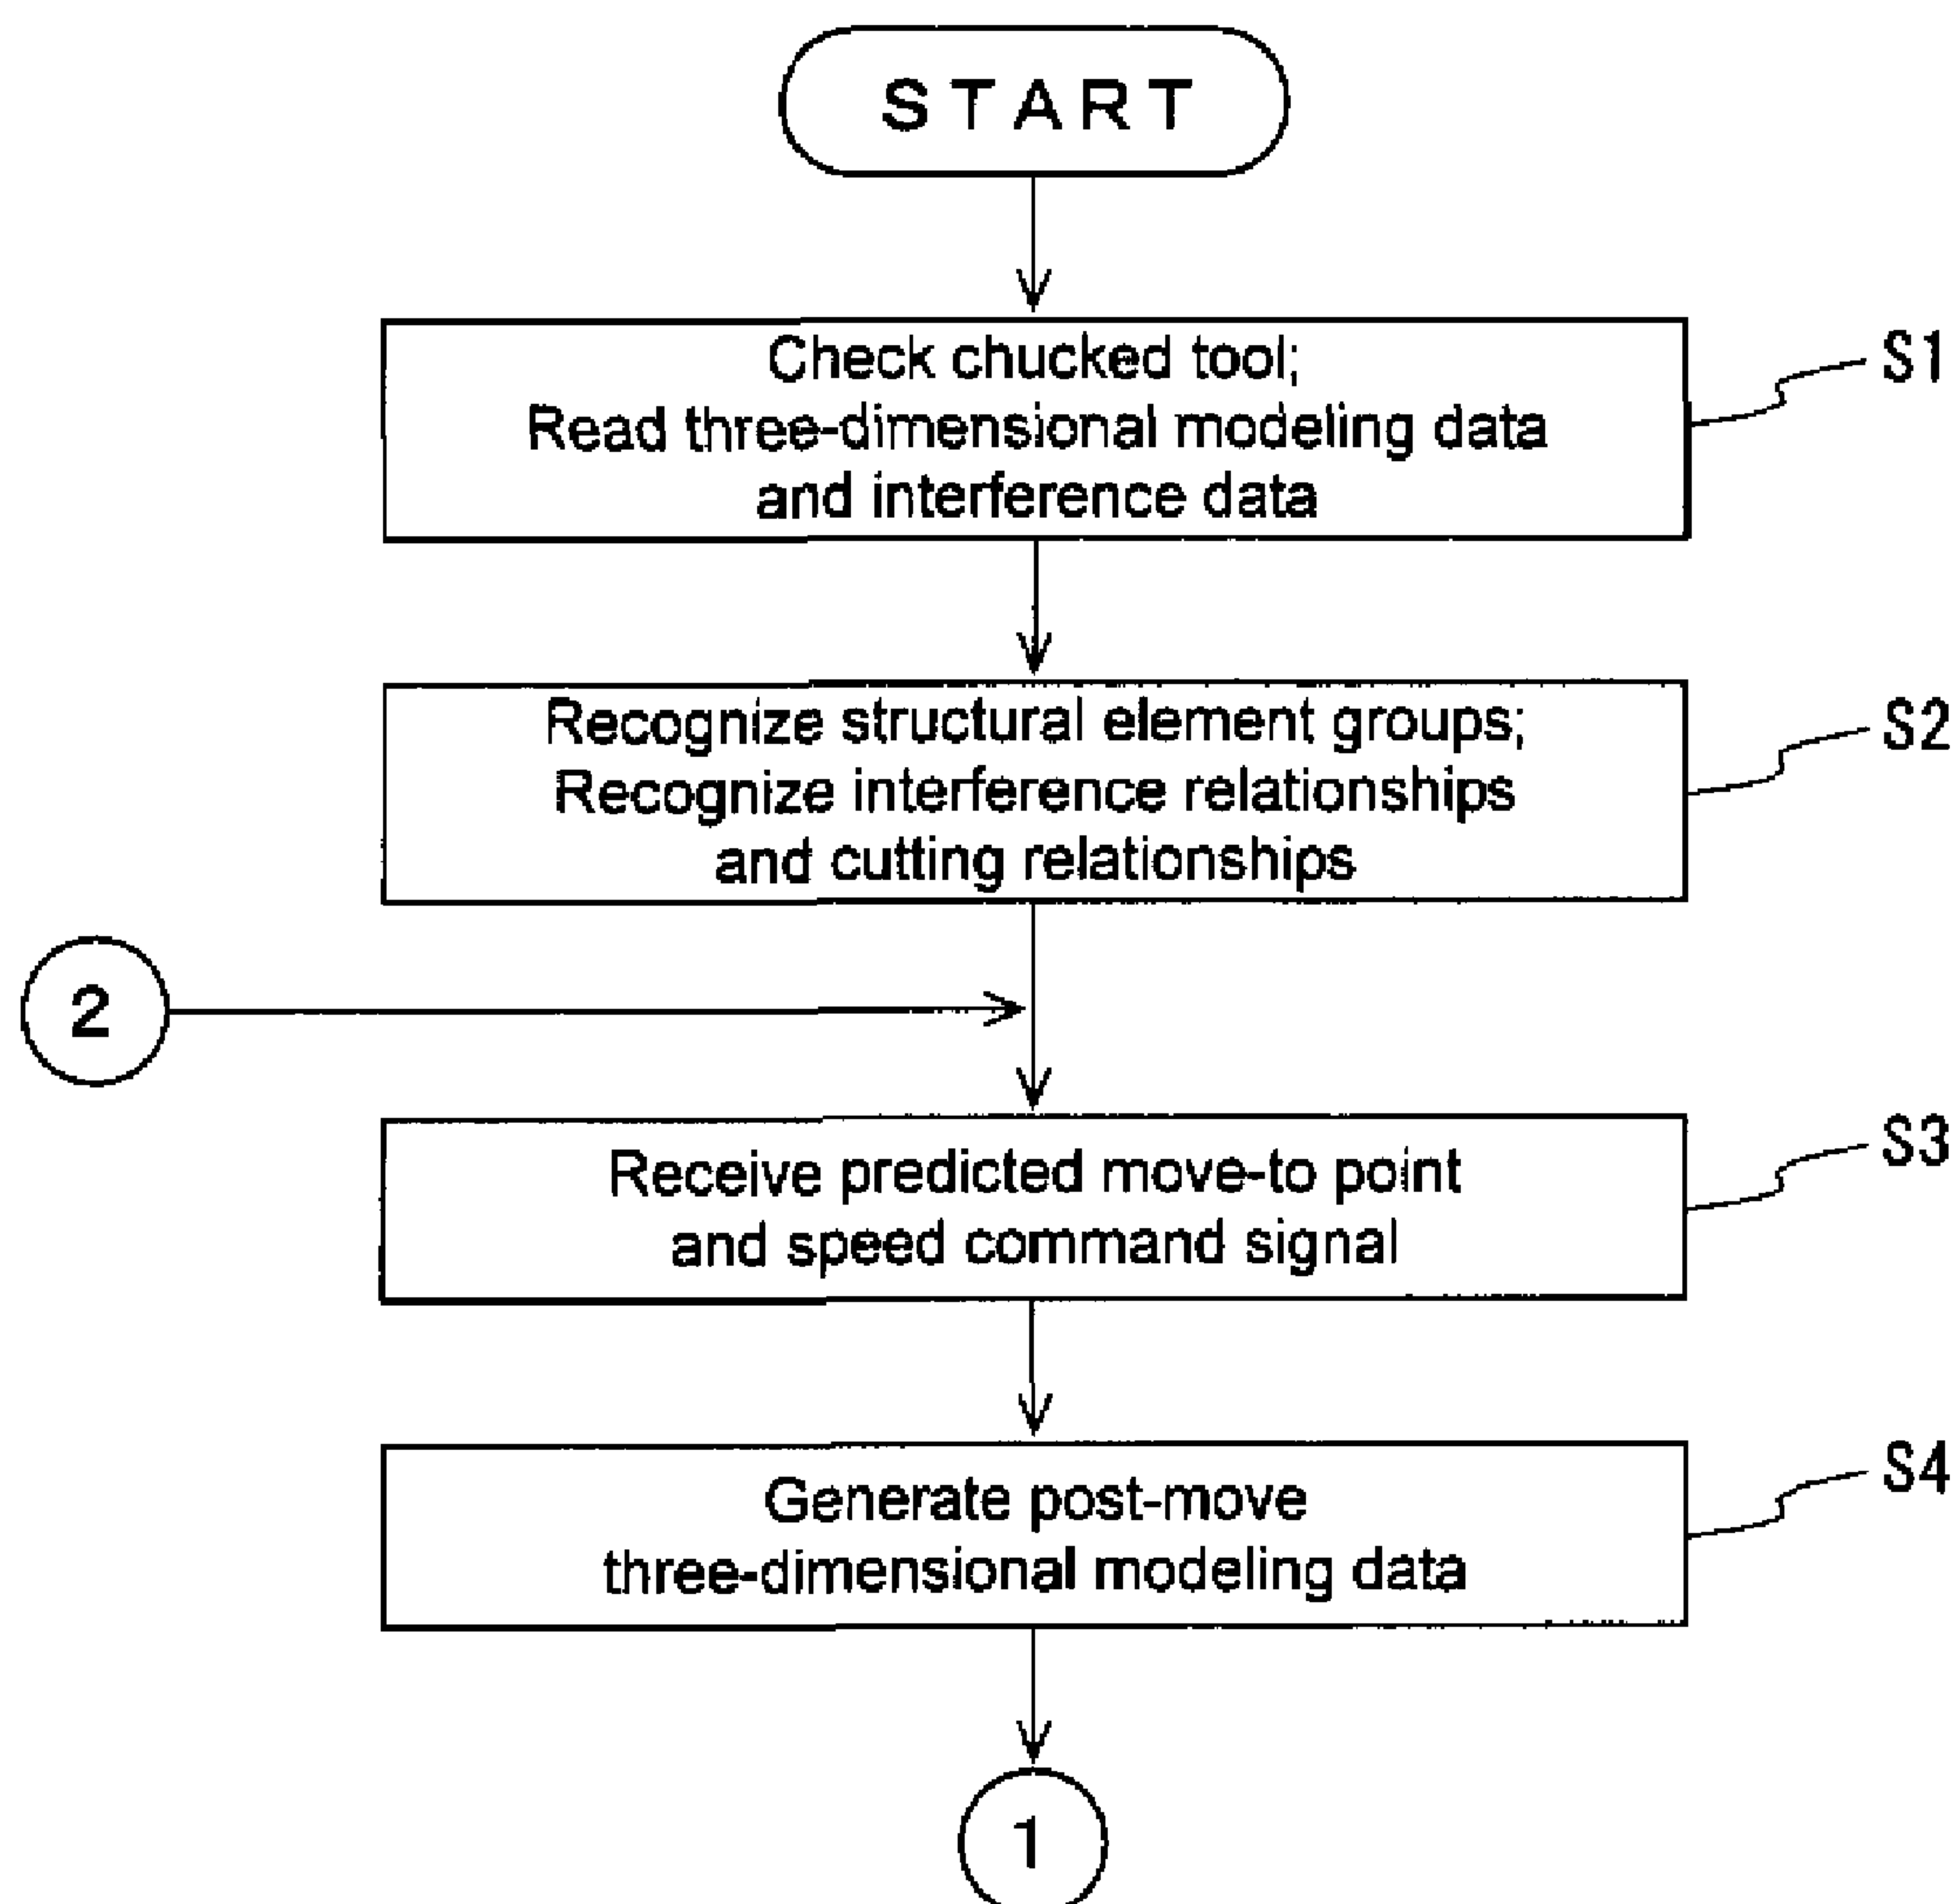 START
Check chucked tool;
Read three-dimensional modeling data
and interference data
S1
Recognize structural element groups;
Recognize interference relationships
and cutting relationships
S2
2
Receive predicted move-to point
and speed command signal
S3
Generate post-move
three-dimensional modeling data
S4
1